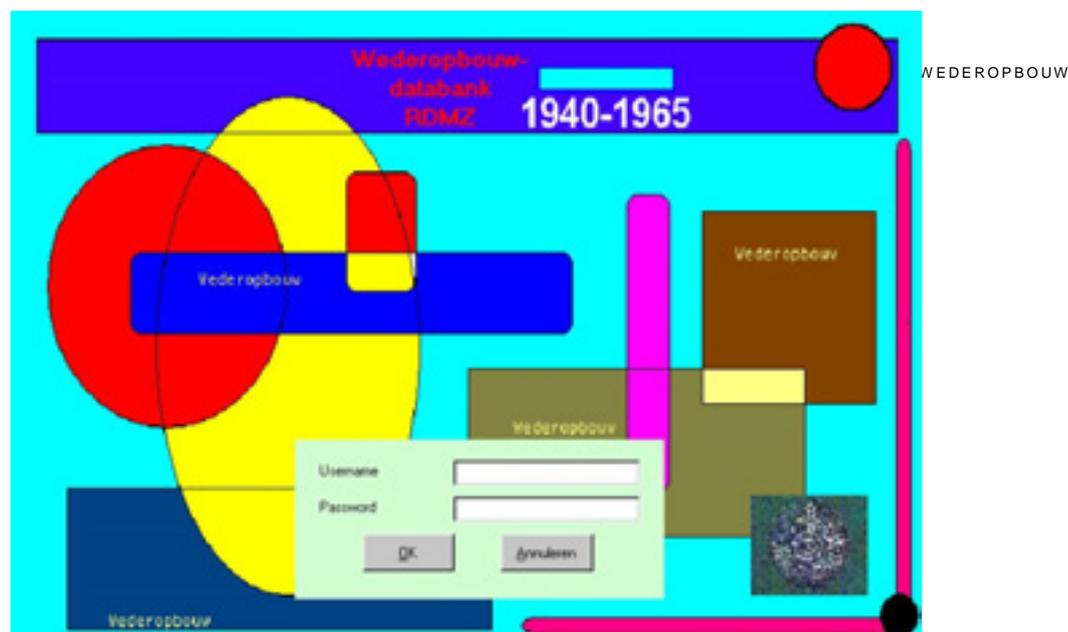 Wederopbouw-
databank
RDMZ
1940-1965
WEDEROPBOUW
Wederopbouw
Wederopbouw
Wederopbouw
Username
Password
OK
Annuleren
Wederopbouw